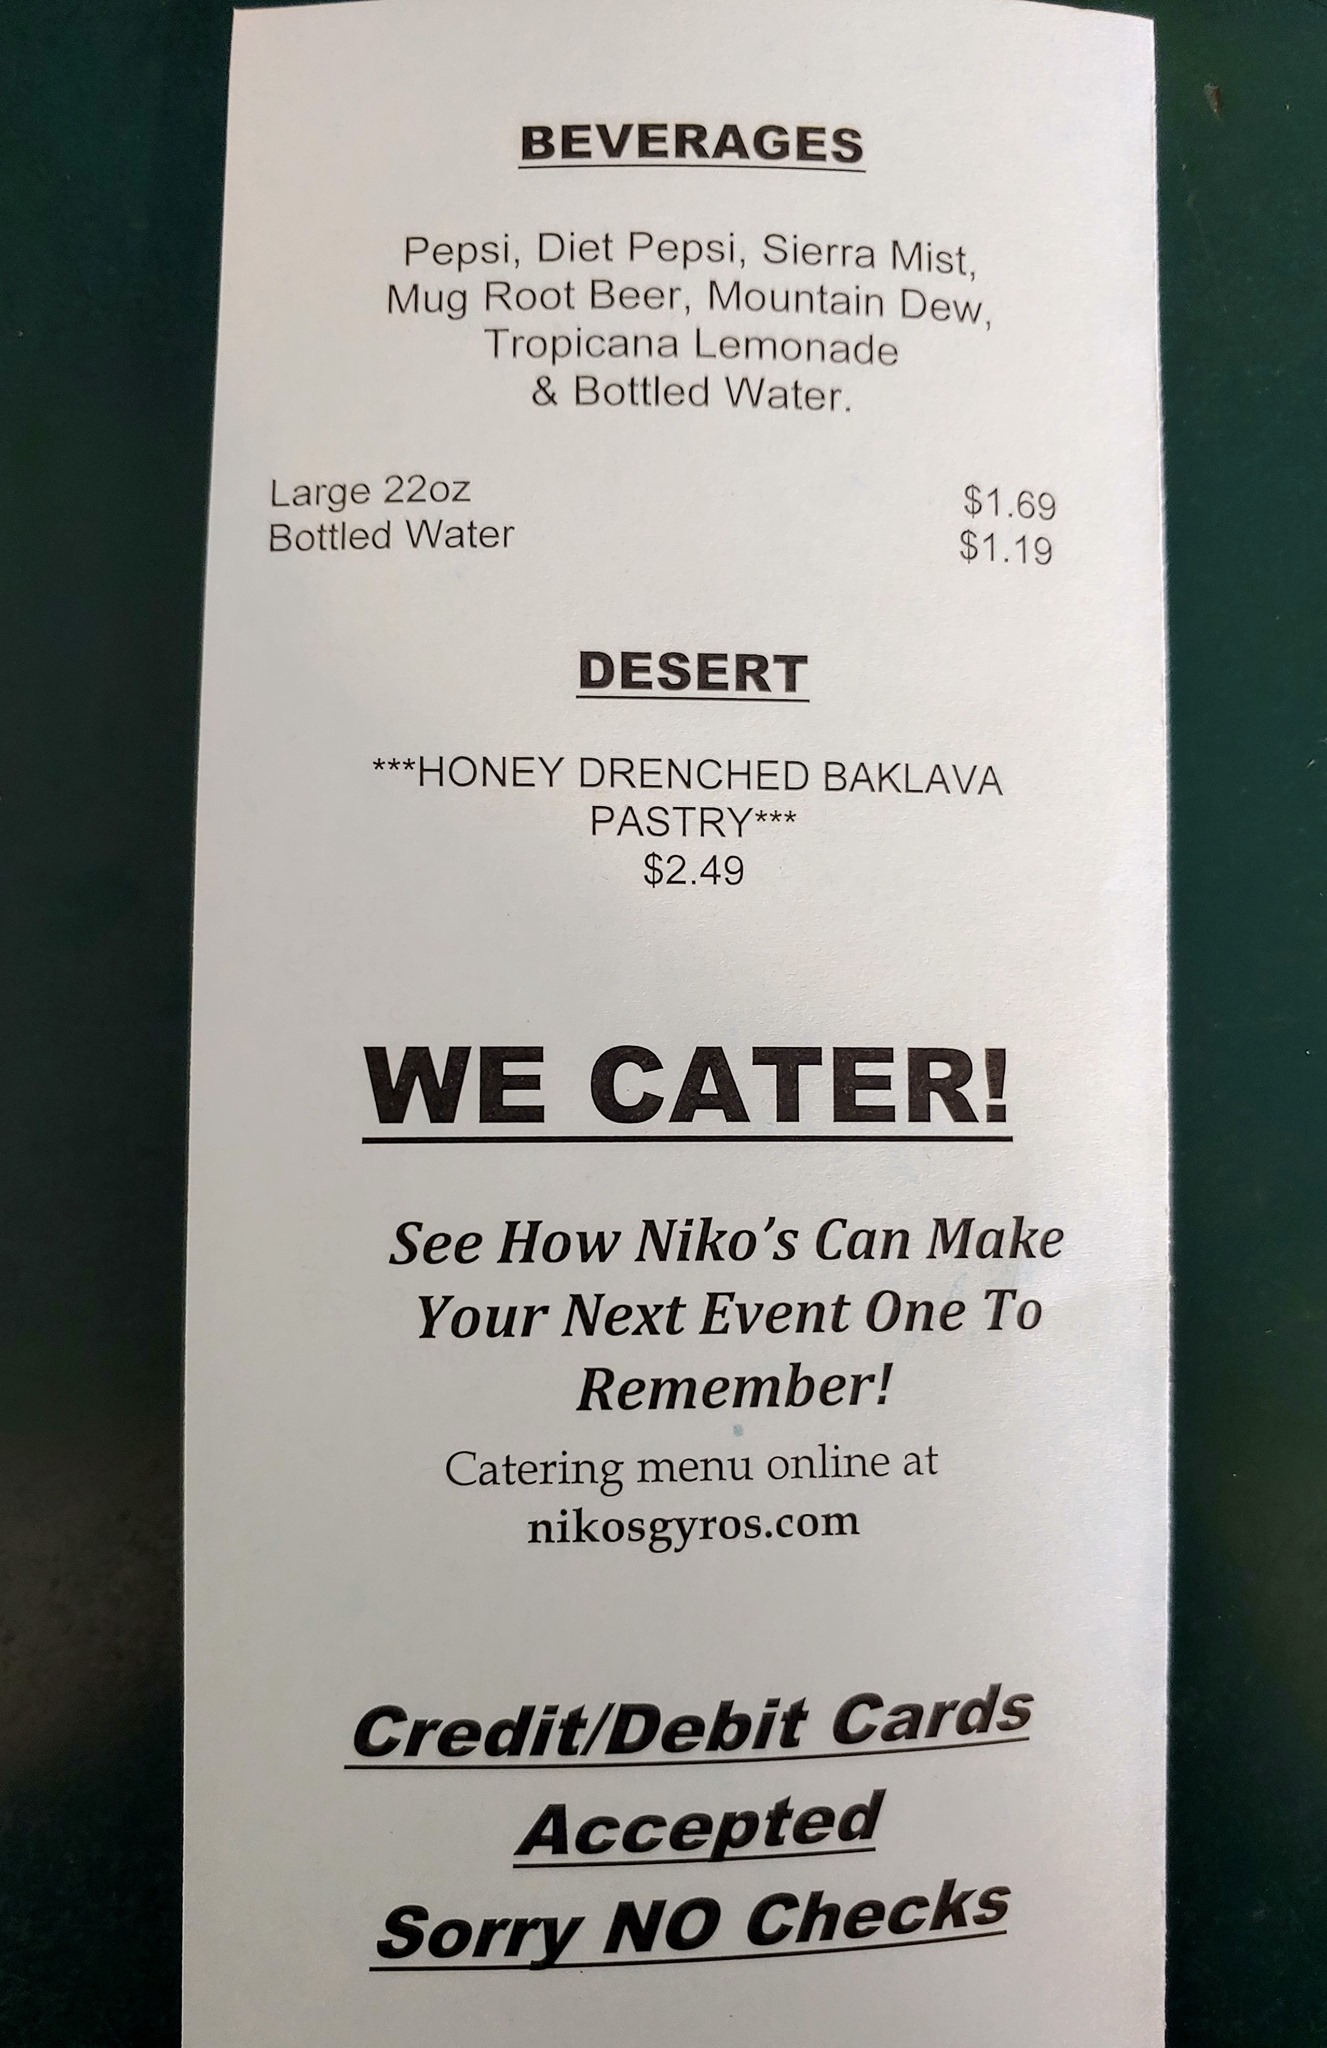 BEVERAGES
Pepsi, Diet Pepsi, Sierra Mist,
Mug Root Beer, Mountain Dew,
Tropicana Lemonade
& Bottled Water.
Large 22oz $1.69
Bottled Water $1.19
DESERT
***HONEY DRENCHED BAKLAVA
PASTRY***
$2.49
WE CATER!
See How Niko's Can Make
Your Next Event One To
Remember!
Catering menu online at
nikosgyros.com
Credit/Debit Cards
Accepted
Sorry NO Checks